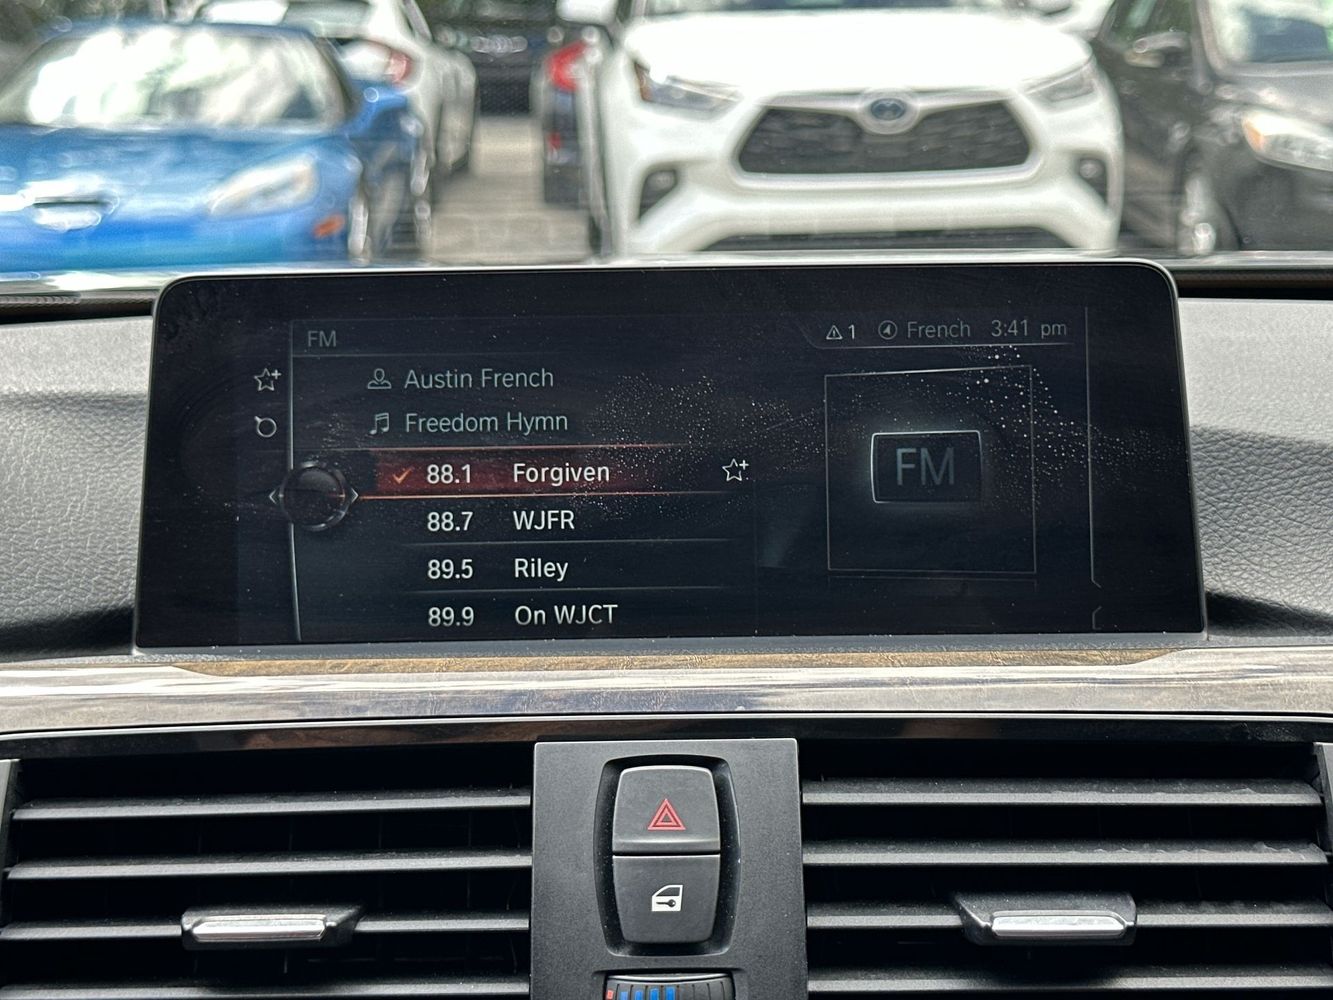 FM
1 French 3:41 pm
Austin French
Freedom Hymn
88.1 Forgiven
88.7 WJFR
89.5 Riley
89.9 On WJCT
FM